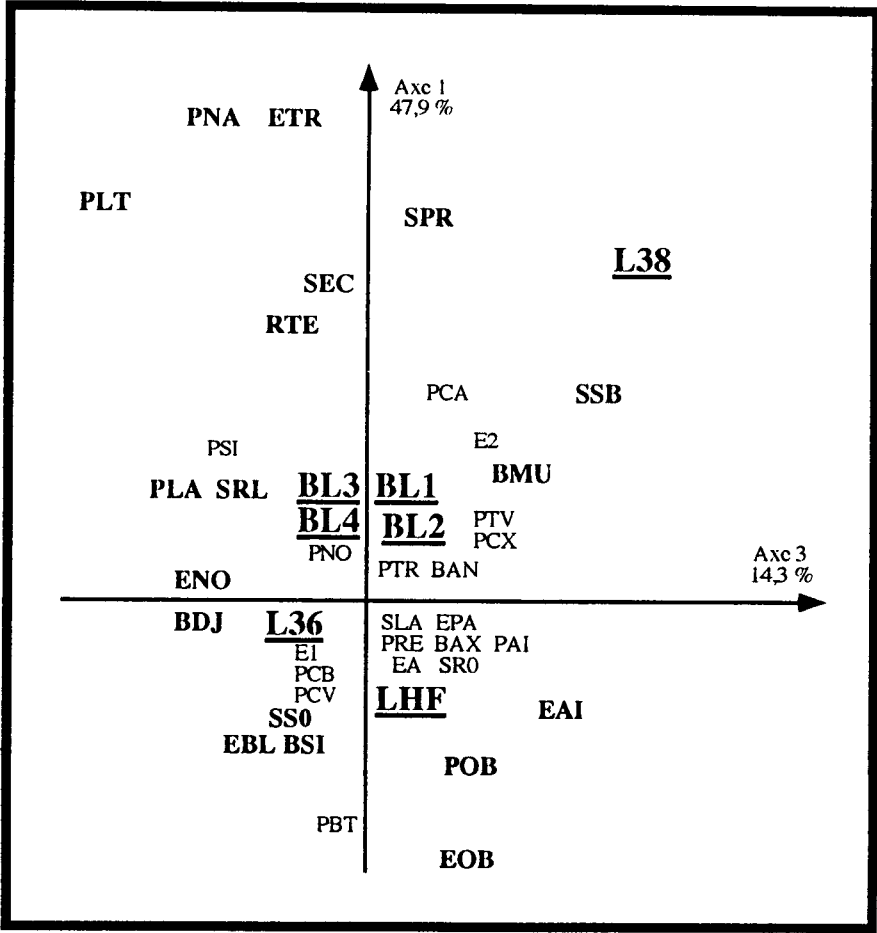 Axe 1
47,9 %
PNA ETR
PLT
SPR
L38
SEC
RTE
PCA
SSB
E2
PSI
BMU
PLA SRL BL3 BL1
BL4 BL2 PTV
PCX
PNO
PTR BAN
Axe 3
14,3 %
ENO
BDJ L36 SLA EPA
PRE BAX PAI
E1
EA SR0
PCB
PCV
LHF
EAI
SS0
EBL BSI
POB
PBT
EOB